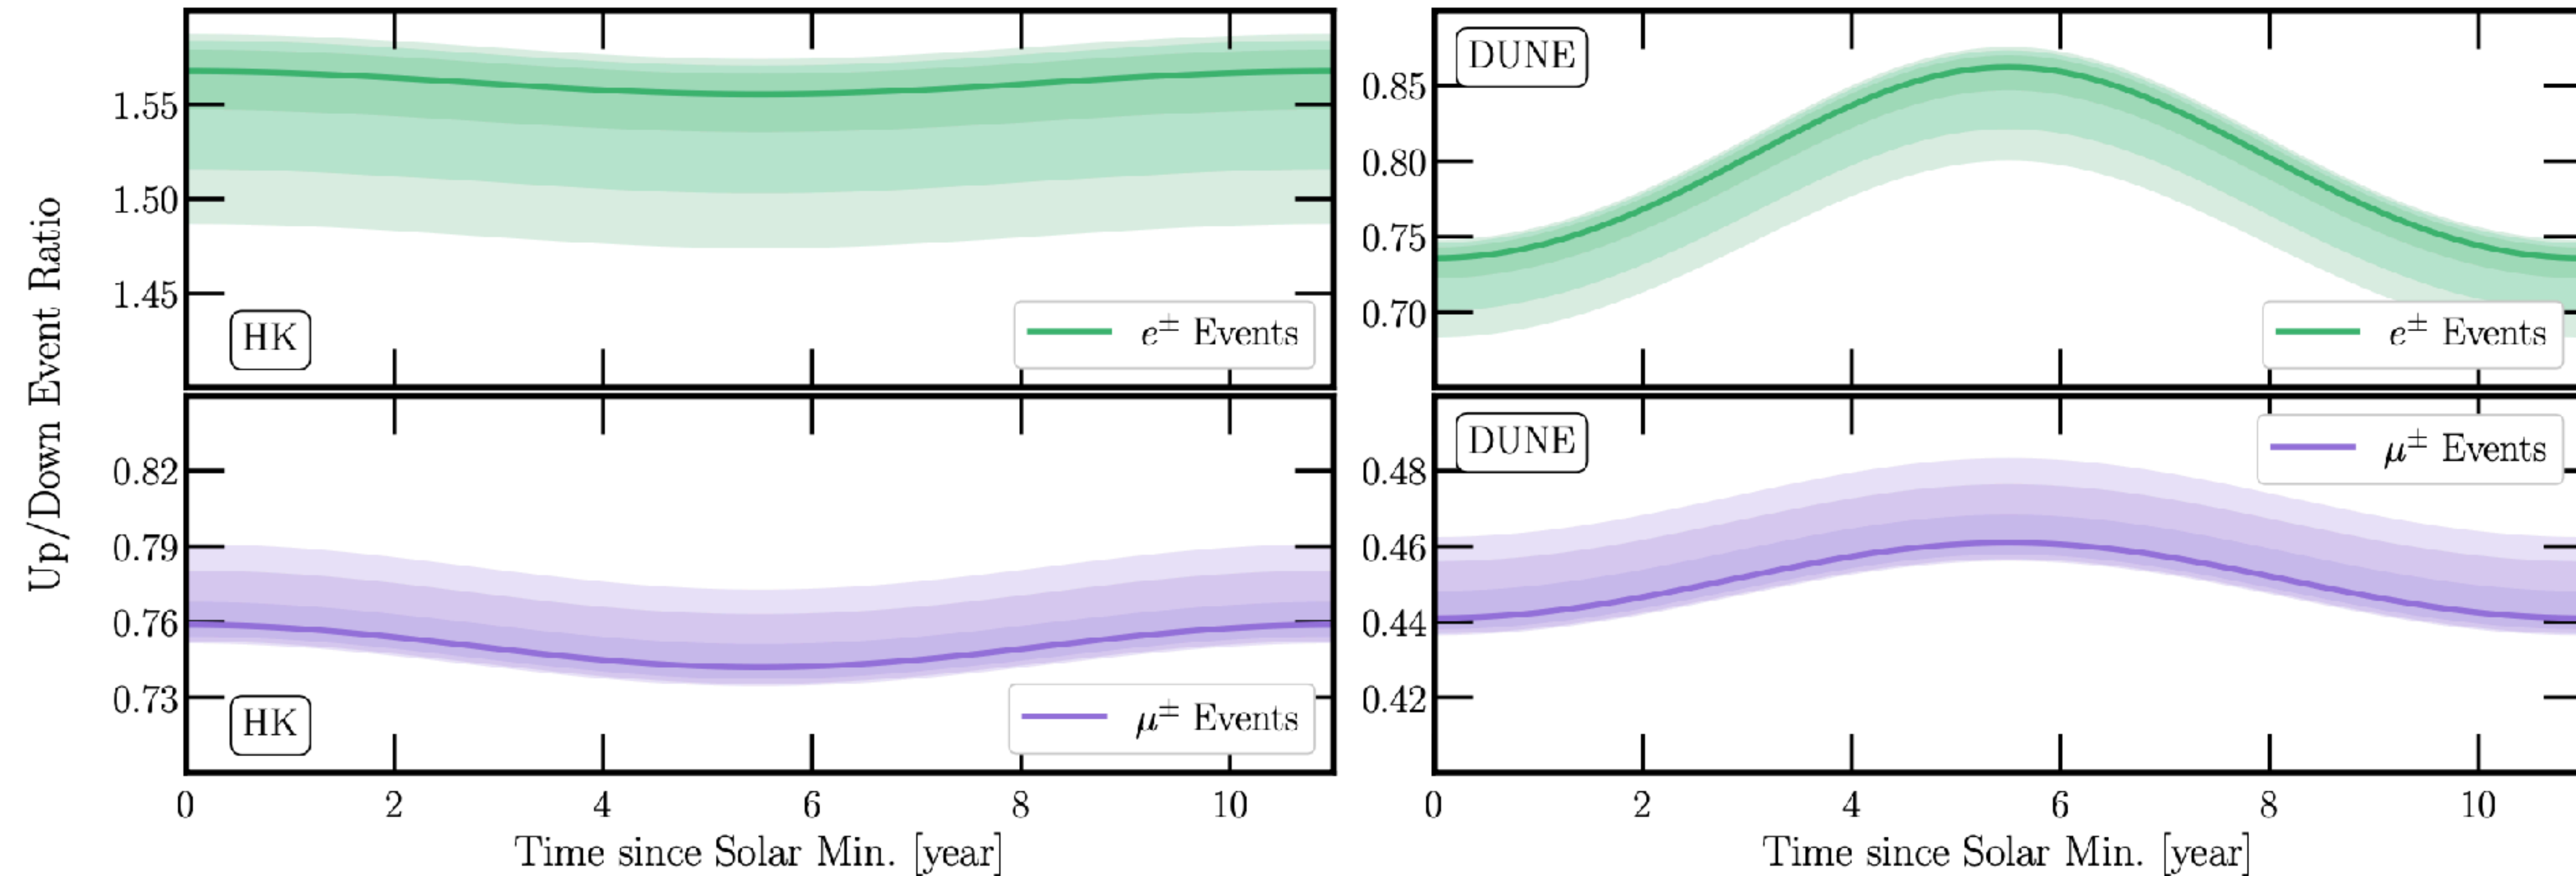 Up/Down Event Ratio
1.55
1.50
1.45
HK
e± Events
0.85
0.80
0.75
0.70
DUNE
e± Events
0.82
0.79
0.76
0.73
HK
μ± Events
0.48
0.46
0.44
0.42
DUNE
μ± Events
0 2 4 6 8 10
Time since Solar Min. [year]
0 2 4 6 8 10
Time since Solar Min. [year]